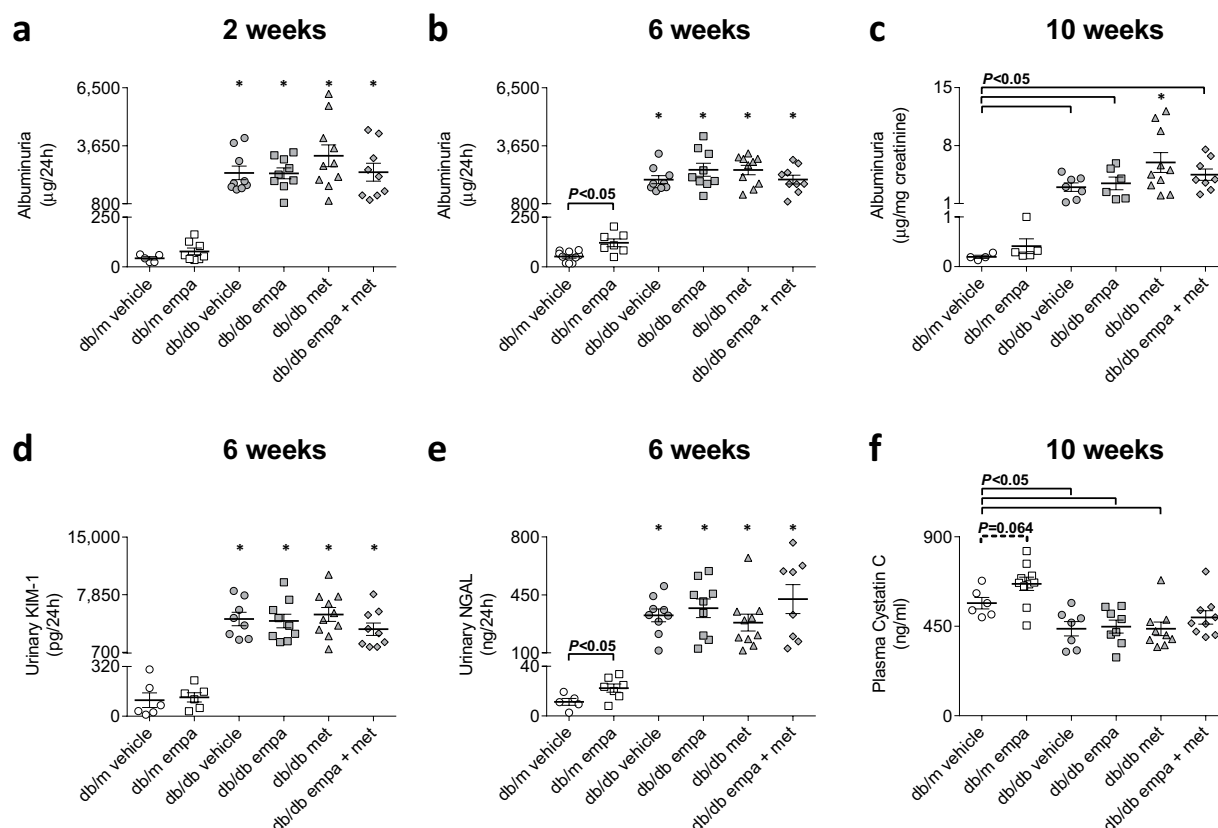 a
2 weeks
*
*
*
*
6,500
3,650
800
250
0
Albuminuria
(µg/24h)
db/m vehicle
db/m empa
db/db vehicle
db/db empa
db/db met
db/db empa + met
b
6 weeks
*
*
*
*
6,500
3,650
800
250
0
P<0.05
Albuminuria
(µg/24h)
db/m vehicle
db/m empa
db/db vehicle
db/db empa
db/db met
db/db empa + met
c
10 weeks
P<0.05
*
15
8
1
1
0
Albuminuria
(µg/mg creatinine)
db/m vehicle
db/m empa
db/db vehicle
db/db empa
db/db met
db/db empa + met
d
6 weeks
*
*
*
*
15,000
7,850
700
320
0
Urinary KIM-1
(pg/24h)
db/m vehicle
db/m empa
db/db vehicle
db/db empa
db/db met
db/db empa + met
e
6 weeks
*
*
*
*
800
450
100
40
0
P<0.05
Urinary NGAL
(ng/24h)
db/m vehicle
db/m empa
db/db vehicle
db/db empa
db/db met
db/db empa + met
f
10 weeks
P<0.05
P=0.064
900
450
0
Plasma Cystatin C
(ng/ml)
db/m vehicle
db/m empa
db/db vehicle
db/db empa
db/db met
db/db empa + met